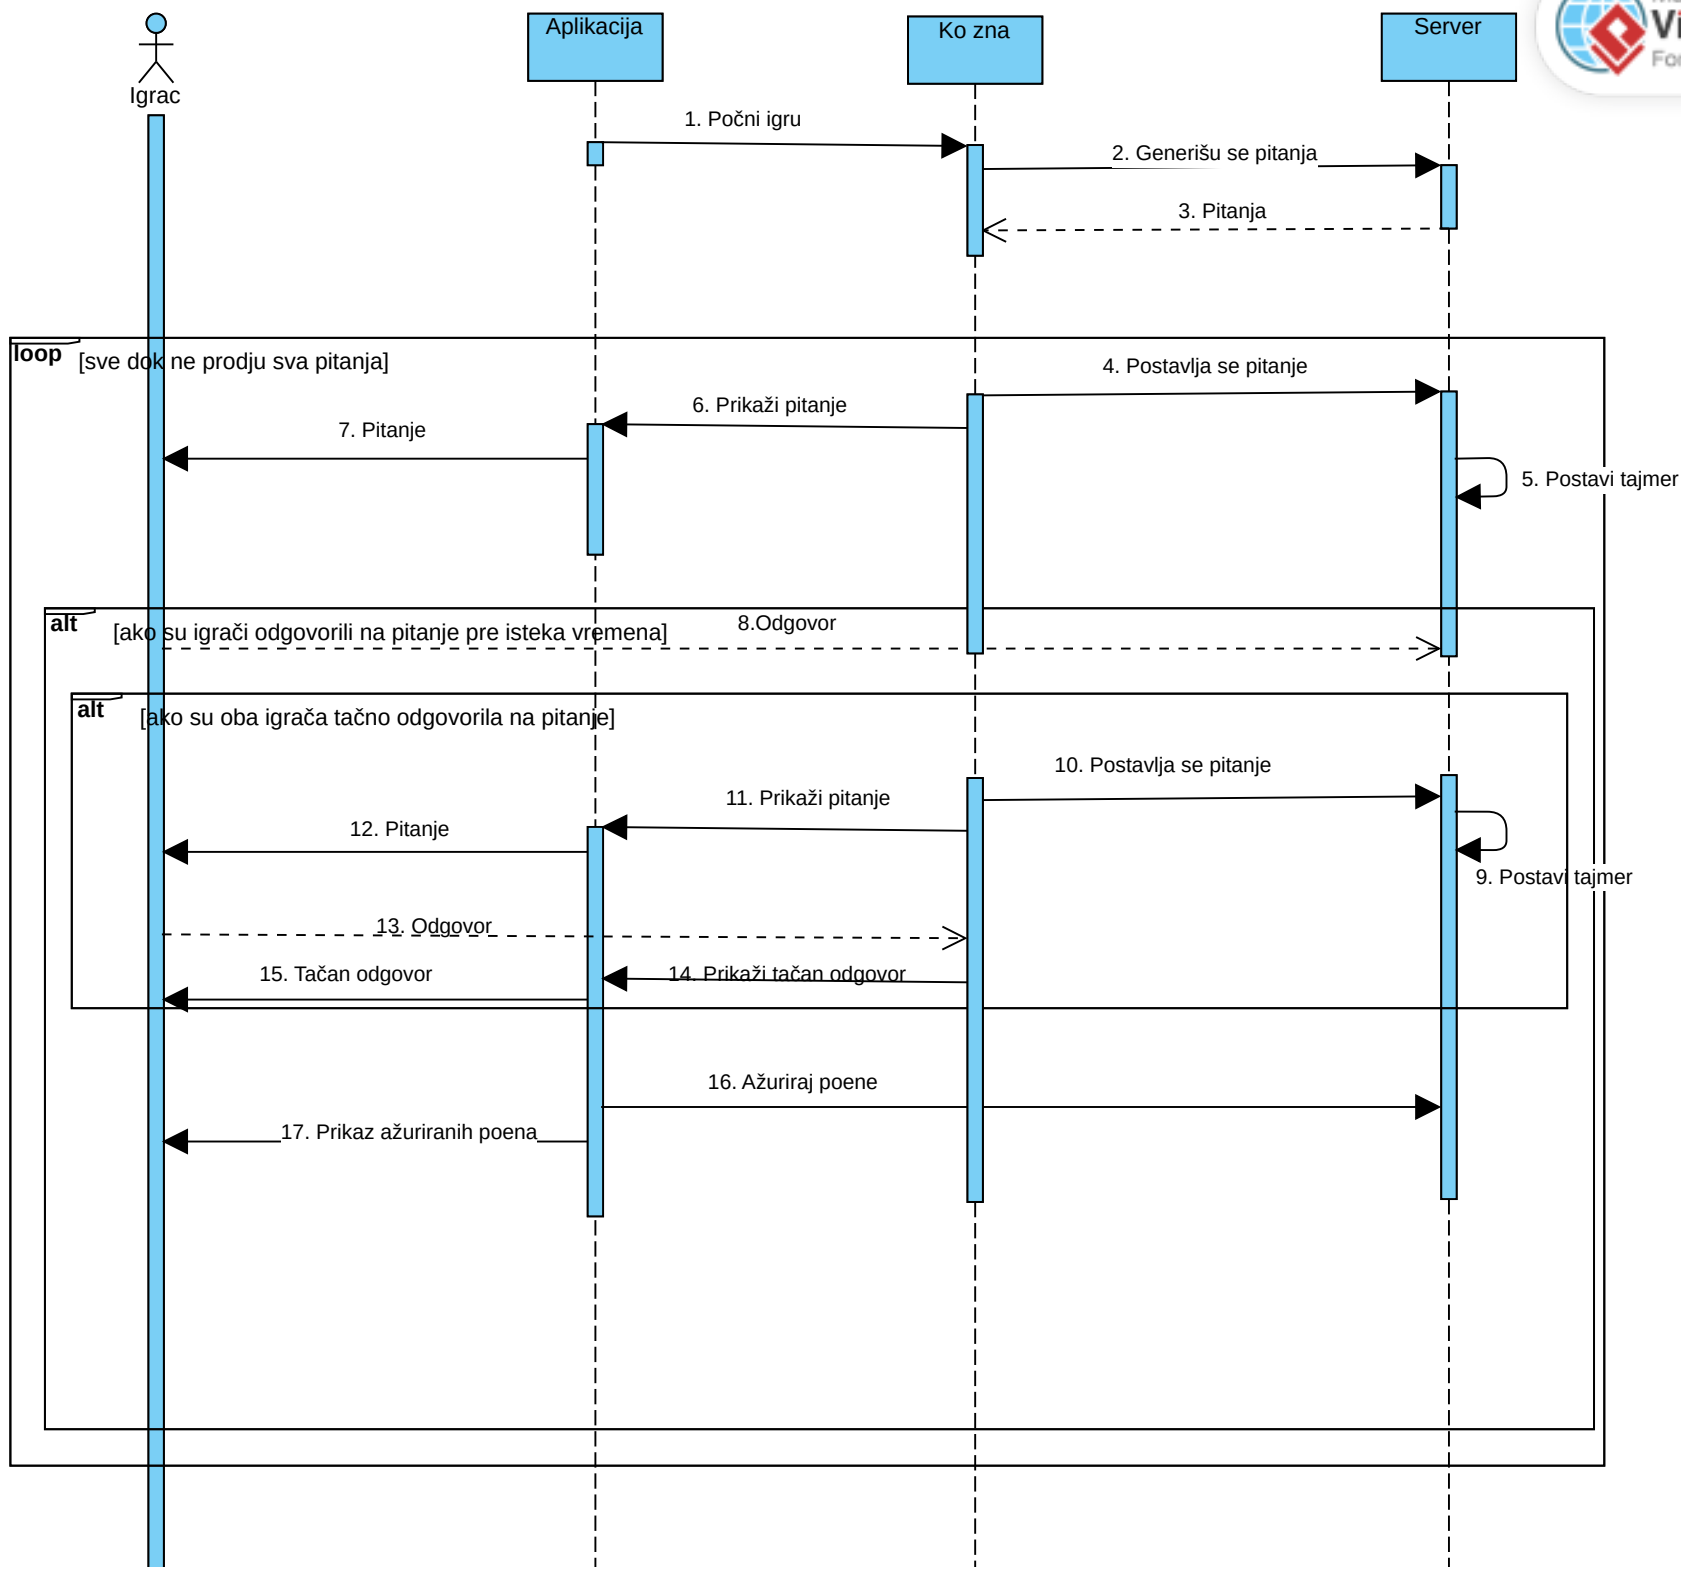 Igrac
Aplikacija
Ko zna
Server
1. Počni igru
2. Generišu se pitanja
3. Pitanja
loop
[sve dok ne prodju sva pitanja]
4. Postavlja se pitanje
6. Prikaži pitanje
7. Pitanje
5. Postavi tajmer
alt
[ako su igrači odgovorili na pitanje pre isteka vremena]
8.Odgovor
alt
[ako su oba igrača tačno odgovorila na pitanje]
10. Postavlja se pitanje
11. Prikaži pitanje
12. Pitanje
9. Postavi tajmer
13. Odgovor
15. Tačan odgovor
14. Prikaži tačan odgovor
16. Ažuriraj poene
17. Prikaz ažuriranih poena